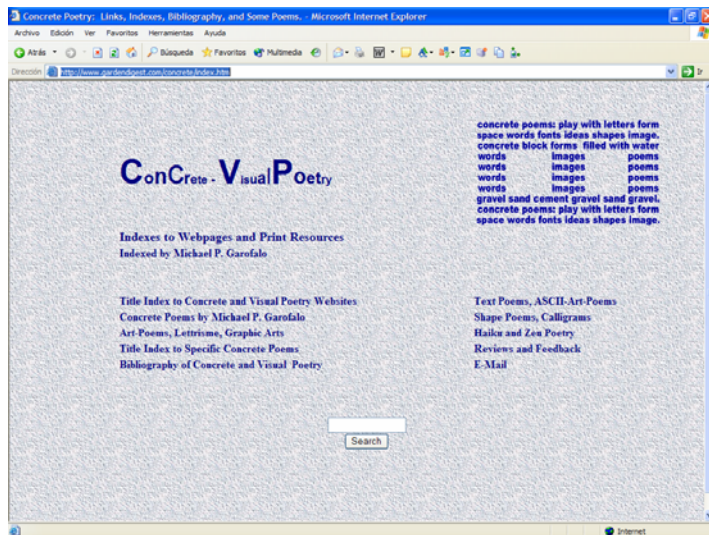 Concrete Poetry: Links, Indexes, Bibliography, and Some Poems. - Microsoft Internet Explorer
Archivo Edición Ver Favoritos Herramientas Ayuda
Atrás Búsqueda Favoritos Multimedia
Dirección http://www.gardendigest.com/concrete/index.htm Ir
concrete poems: play with letters form
space words fonts ideas shapes image.
concrete block forms filled with water
words images poems
words images poems
words images poems
words images poems
gravel sand cement gravel sand gravel.
concrete poems: play with letters form
space words fonts ideas shapes image.
ConCrete - VisualPoetry
Indexes to Webpages and Print Resources
Indexed by Michael P. Garofalo
Title Index to Concrete and Visual Poetry Websites
Concrete Poems by Michael P. Garofalo
Art-Poems, Lettrisme, Graphic Arts
Title Index to Specific Concrete Poems
Bibliography of Concrete and Visual Poetry
Text Poems, ASCII-Art-Poems
Shape Poems, Calligrams
Haiku and Zen Poetry
Reviews and Feedback
E-Mail
Search
Internet